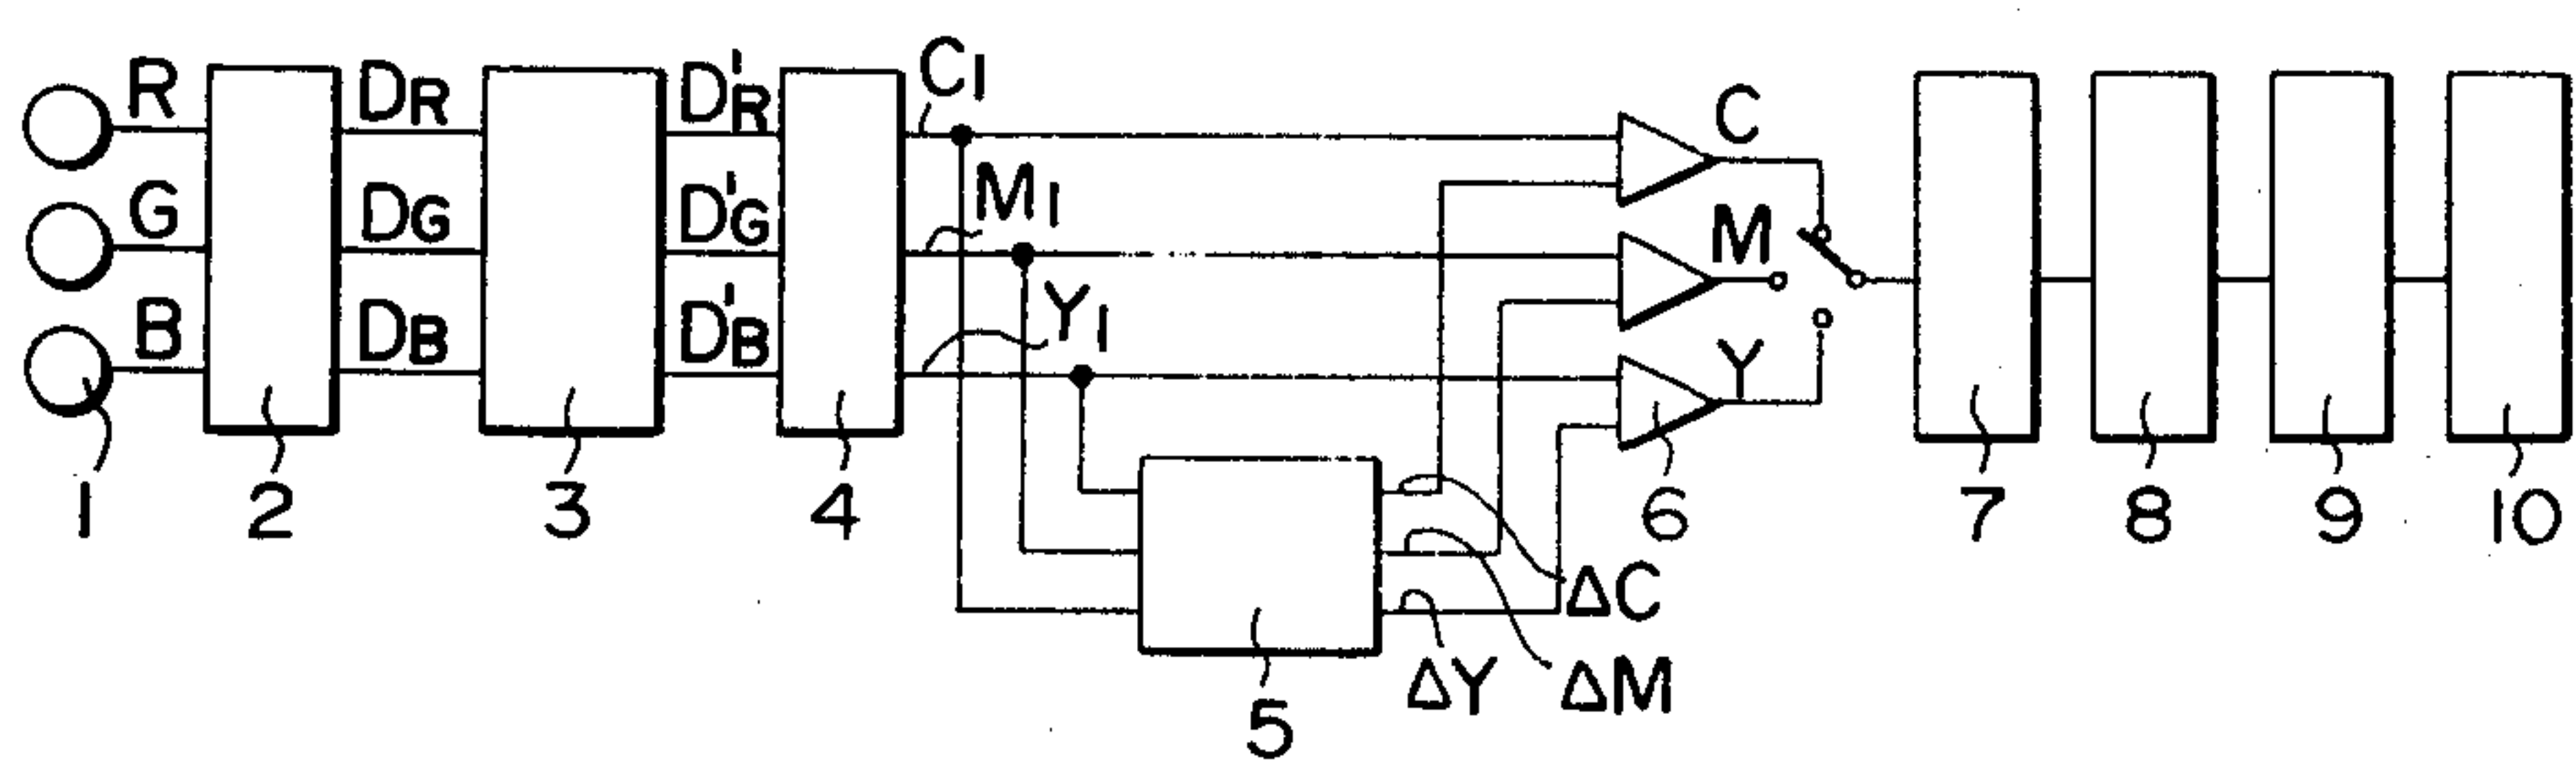 R DR D'R C1 C
G DG D'G M1 M
B DB D'B Y1 Y
1 2 3 4 5 6 7 8 9 10
ΔC
ΔY ΔM